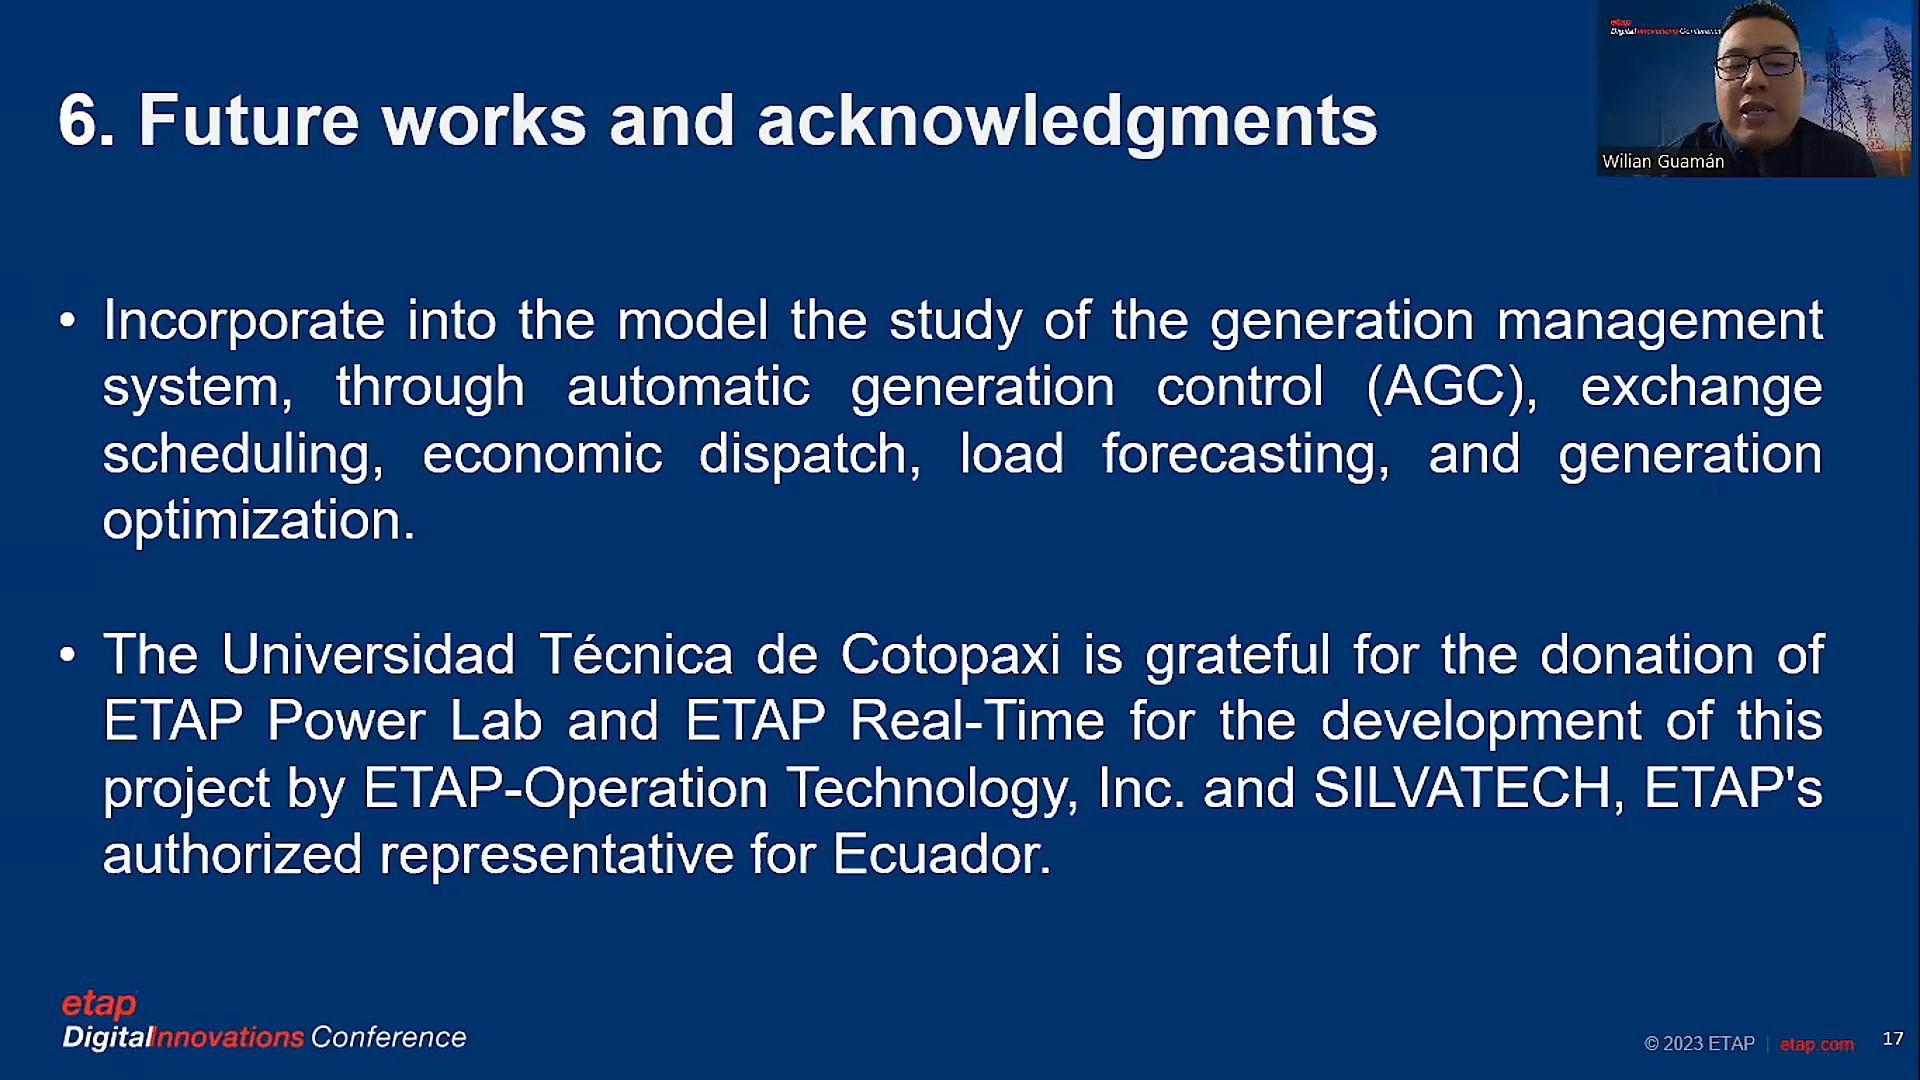 etap
DigitalInnovations Conference
Wilian Guamán
6. Future works and acknowledgments
• Incorporate into the model the study of the generation management
system, through automatic generation control (AGC), exchange
scheduling, economic dispatch, load forecasting, and generation
optimization.
• The Universidad Técnica de Cotopaxi is grateful for the donation of
ETAP Power Lab and ETAP Real-Time for the development of this
project by ETAP-Operation Technology, Inc. and SILVATECH, ETAP's
authorized representative for Ecuador.
etap
DigitalInnovations Conference
© 2023 ETAP | etap.com 17